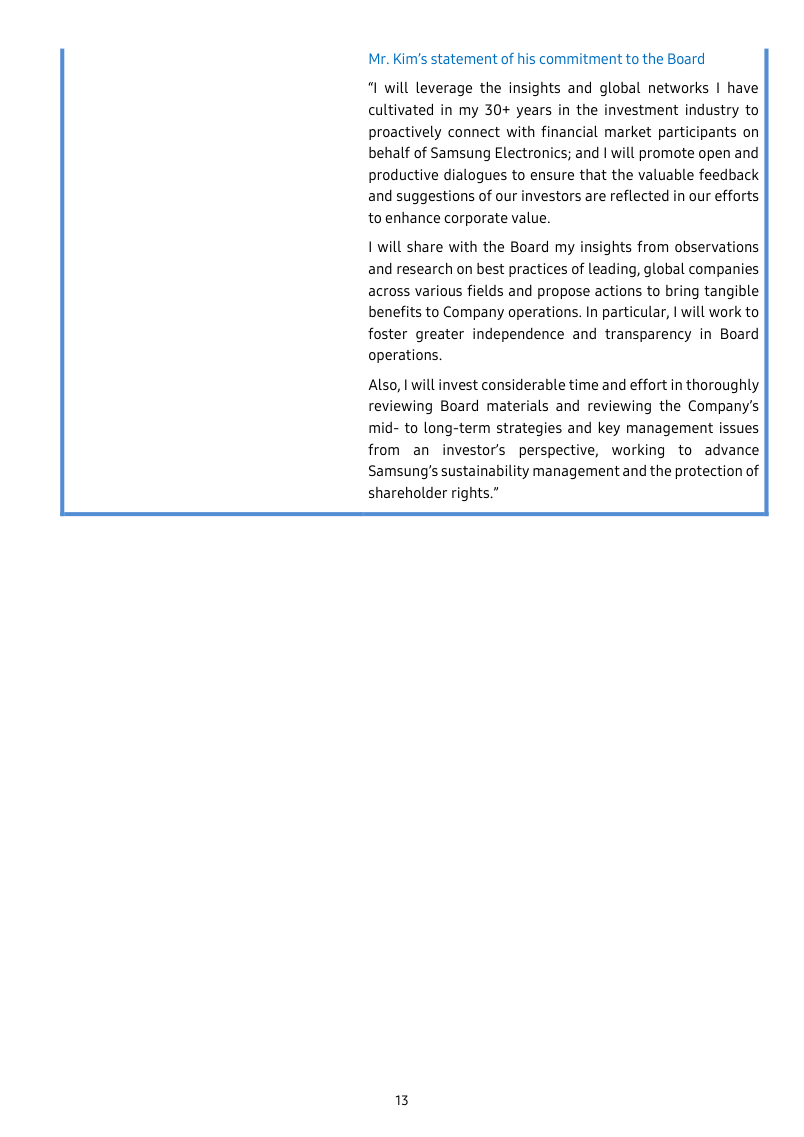 Mr. Kim’s statement of his commitment to the Board
“I will leverage the insights and global networks I have
cultivated in my 30+ years in the investment industry to
proactively connect with financial market participants on
behalf of Samsung Electronics; and I will promote open and
productive dialogues to ensure that the valuable feedback
and suggestions of our investors are reflected in our efforts
to enhance corporate value.
I will share with the Board my insights from observations
and research on best practices of leading, global companies
across various fields and propose actions to bring tangible
benefits to Company operations. In particular, I will work to
foster greater independence and transparency in Board
operations.
Also, I will invest considerable time and effort in thoroughly
reviewing Board materials and reviewing the Company’s
mid- to long-term strategies and key management issues
from an investor’s perspective, working to advance
Samsung’s sustainability management and the protection of
shareholder rights.”
13